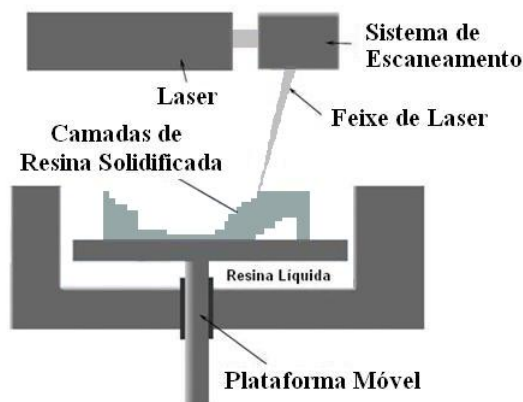 Sistema de
Escaneamento
Laser
Feixe de Laser
Camadas de
Resina Solidificada
Resina Líquida
Plataforma Móvel